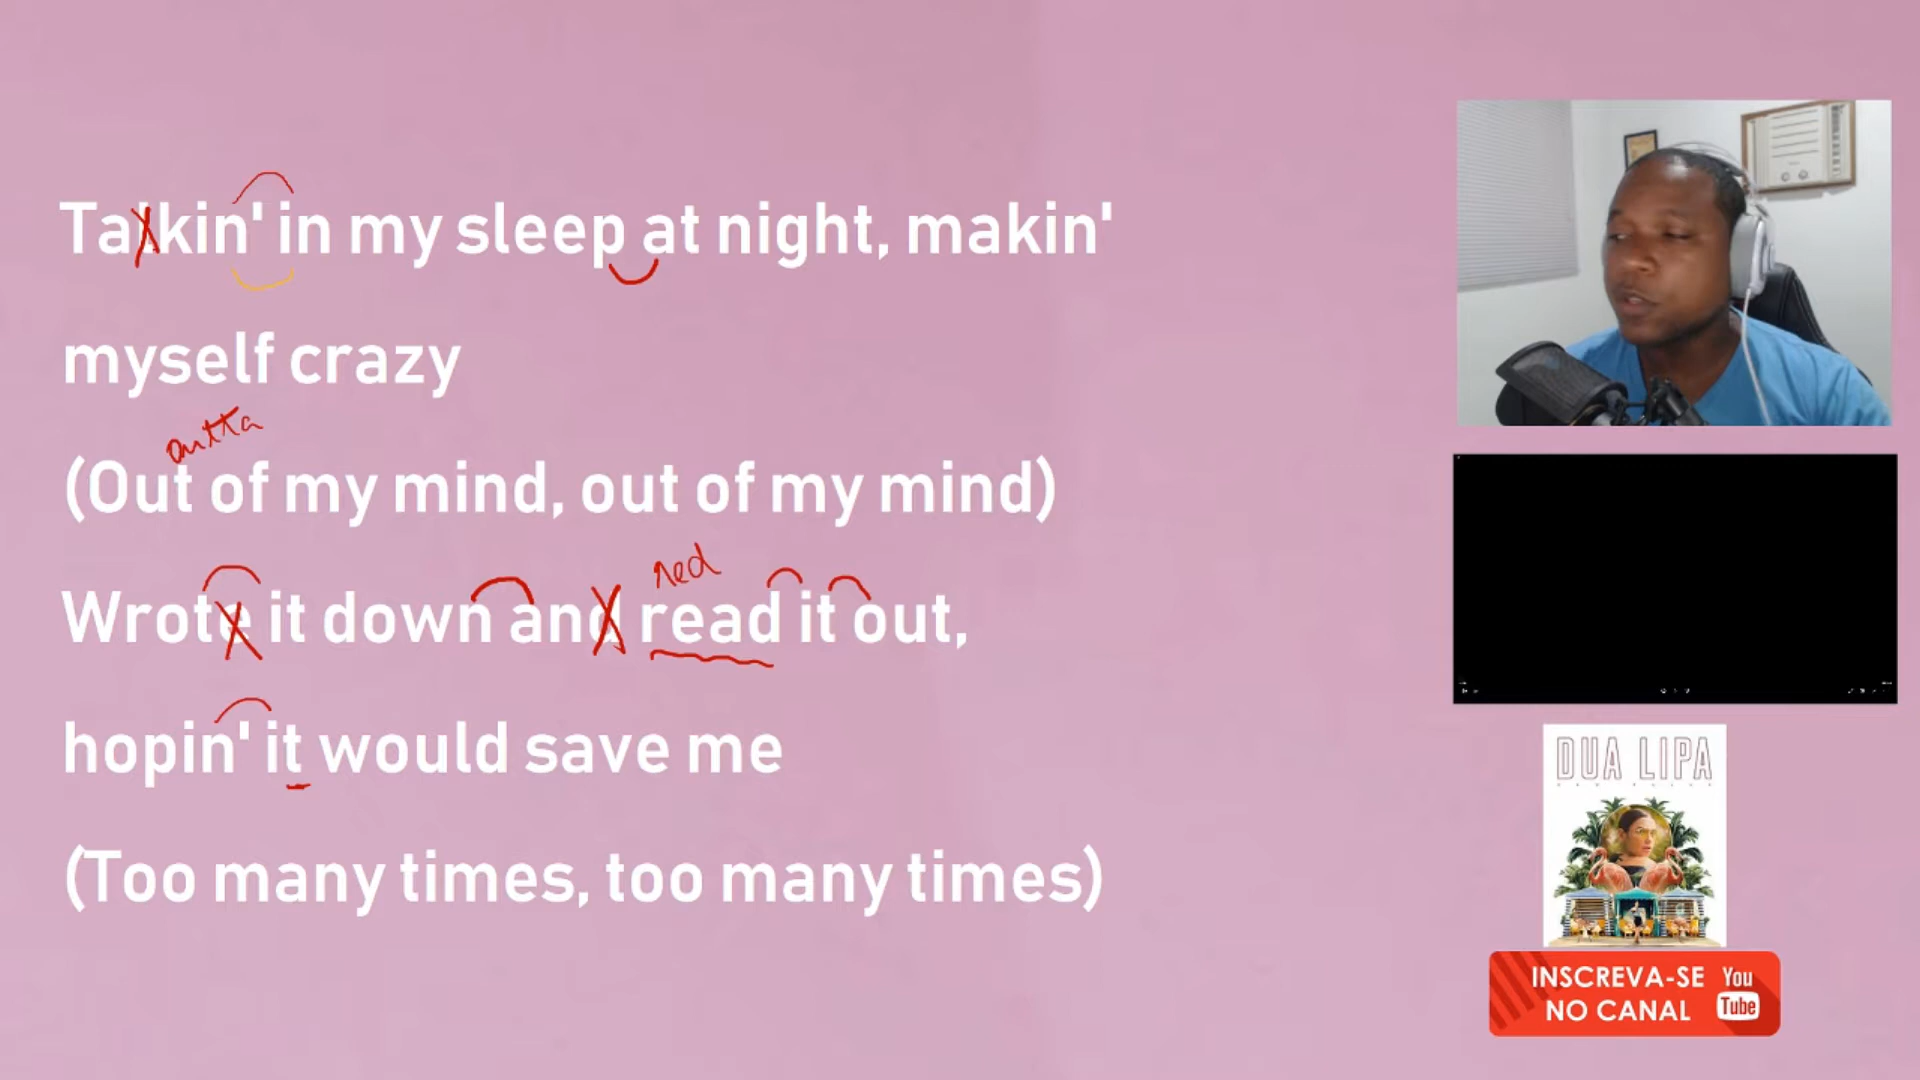 Talkin' in my sleep at night, makin'
myself crazy
outta
(Out of my mind, out of my mind)
red
Wrote it down and read it out,
hopin' it would save me
(Too many times, too many times)
DUA LIPA
INSCREVA-SE
NO CANAL
You
Tube